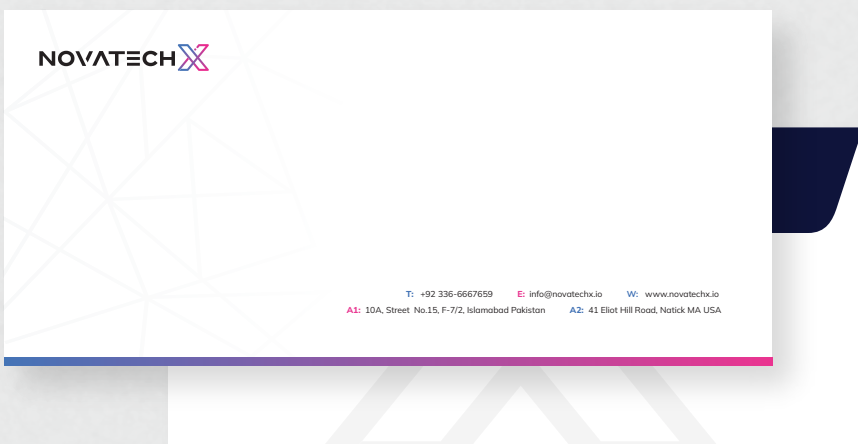 NOVATECHX
T: +92 336-6667659 E: info@novatechx.io W: www.novatechx.io
A1: 10A, Street No.15, F-7/2, Islamabad Pakistan A2: 41 Eliot Hill Road, Natick MA USA